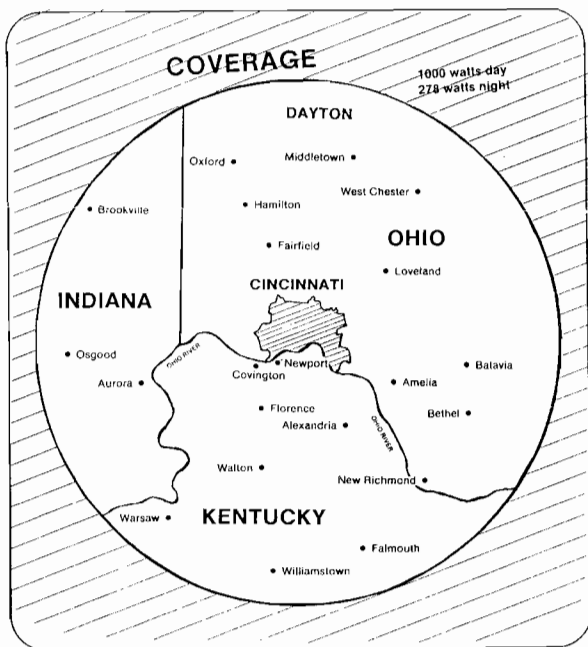 COVERAGE
1000 watts day
278 watts night
DAYTON
Oxford
Middletown
West Chester
Brookville
Hamilton
OHIO
Fairfield
Loveland
CINCINNATI
INDIANA
OHIO RIVER
Osgood
Newport
Covington
Batavia
Aurora
Amelia
Florence
Bethel
Alexandria
OHIO RIVER
Walton
New Richmond
Warsaw
KENTUCKY
Falmouth
Williamstown